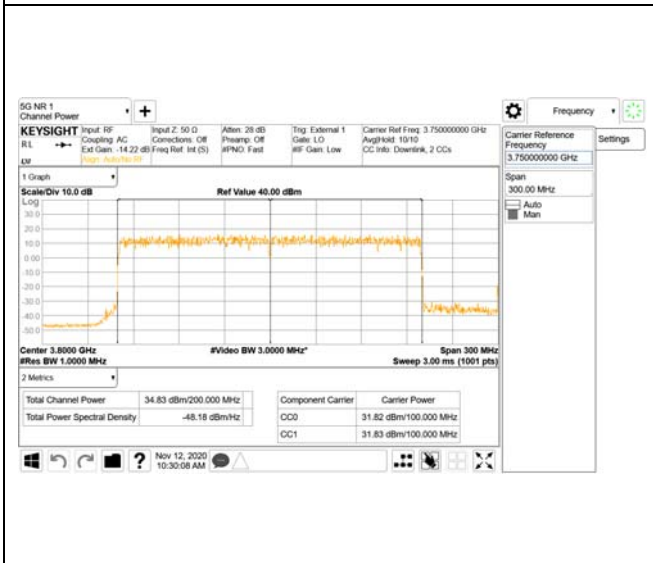 5G NR 1
Channel Power
Frequency
KEYSIGHT
RL
Input: RF
Coupling: AC
Ext Gain: -14.22 dB
Align: Auto/No RF
Input Z: 50 Ω
Corrections: Off
Freq Ref: Int (S)
Atten: 28 dB
Preamp: Off
#PNO: Fast
Trig: External 1
Gate: LO
#IF Gain: Low
Carrier Ref Freq: 3.750000000 GHz
Avg|Hold: 10/10
CC Info: Downlink, 2 CCs
Carrier Reference
Frequency
3.750000000 GHz
Settings
Span
300.00 MHz
Auto
Man
1 Graph
Scale/Div 10.0 dB
Ref Value 40.00 dBm
Log
30.0
20.0
10.0
0.00
-10.0
-20.0
-30.0
-40.0
-50.0
Center 3.8000 GHz
#Video BW 3.0000 MHz*
Span 300 MHz
#Res BW 1.0000 MHz
Sweep 3.00 ms (1001 pts)
2 Metrics
Total Channel Power 34.83 dBm/200.000 MHz
Total Power Spectral Density -48.18 dBm/Hz
Component Carrier Carrier Power
CC0 31.82 dBm/100.000 MHz
CC1 31.83 dBm/100.000 MHz
Nov 12, 2020
10:30:08 AM